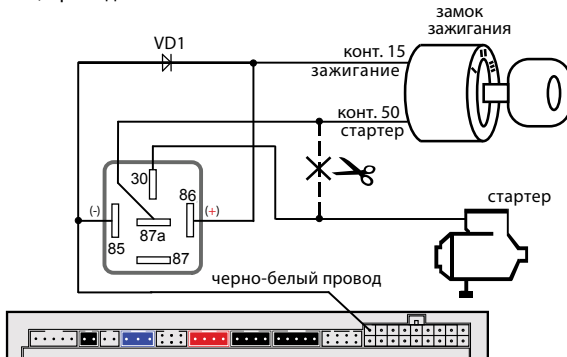 замок
зажигания
VD1
конт. 15
зажигание
конт. 50
стартер
30
86
(-)
(+)
87а
85
87
стартер
черно-белый провод